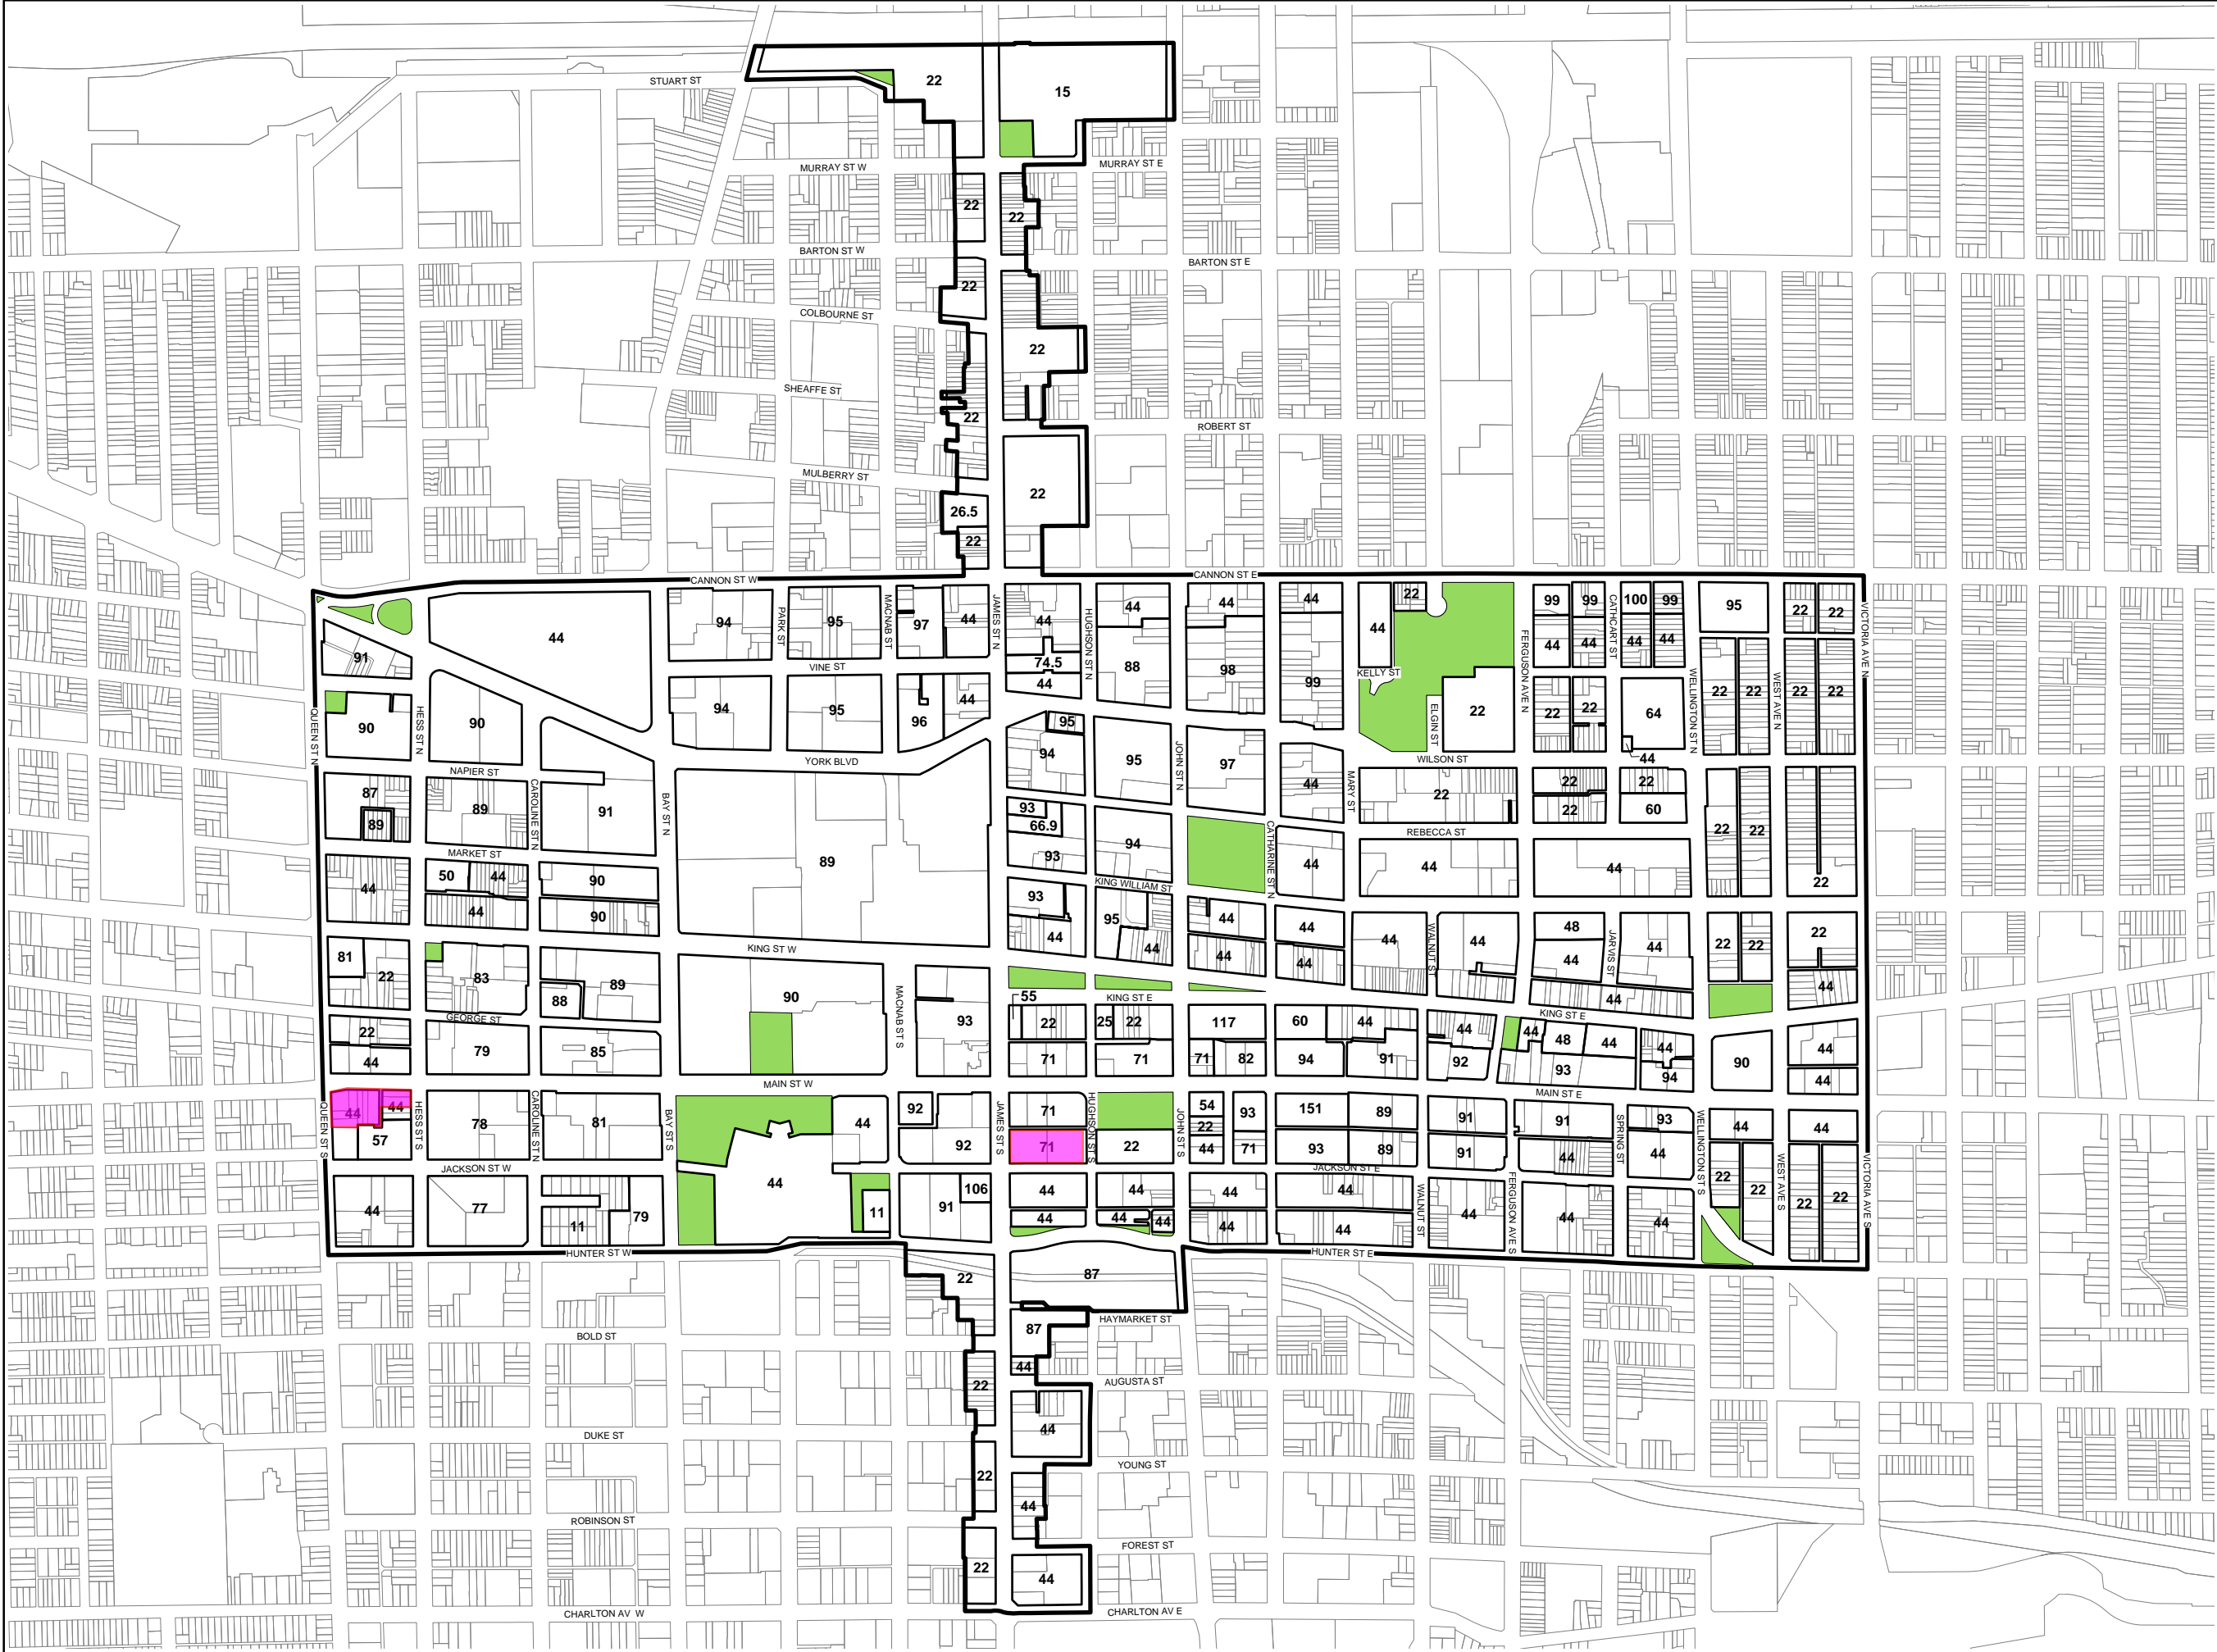 STUART ST
22
15
MURRAY ST W
MURRAY ST E
22
22
BARTON ST W
BARTON ST E
22
COLBOURNE ST
22
SHEAFFE ST
22
ROBERT ST
MULBERRY ST
22
26.5
22
CANNON ST W
CANNON ST E
44
94
PARK ST
95
MACNAB ST
97
44
JAMES ST N
44
HUGHSON ST N
44
44
44
44
22
FERGUSON AVE N
99
99
CATHCART ST
100
99
95
22
22
VICTORIA AVE N
91
VINE ST
74.5
44
88
98
99
KELLY ST
44
44
44
44
WELLINGTON ST N
22
22
WEST AVE N
22
22
QUEEN ST N
90
HESS ST N
90
94
95
96
44
95
94
95
JOHN ST N
97
ELGIN ST
22
22
22
64
44
NAPIER ST
YORK BLVD
WILSON ST
87
89
89
CAROLINE ST N
91
BAY ST N
89
93
66.9
93
94
CATHARINE ST N
44
MARY ST
22
22
22
22
60
22
22
22
REBECCA ST
MARKET ST
44
50
44
44
90
90
KING WILLIAM ST
44
44
44
KING ST W
93
44
95
44
44
44
44
44
44
WALNUT ST
44
48
44
JARVIS ST
44
22
22
22
44
44
81
22
83
88
89
90
MACNAB ST S
93
55
KING ST E
KING ST E
GEORGE ST
22
44
79
85
22
25
22
117
60
44
44
44
48
44
44
90
44
71
71
71
82
94
91
92
93
94
44
MAIN ST W
MAIN ST E
QUEEN ST S
44
44
HESS ST S
57
78
CAROLINE ST N
81
BAY ST S
44
92
92
JAMES ST S
71
HUGHSON ST S
71
22
JOHN ST S
54
22
44
93
71
151
89
93
89
91
91
91
44
SPRING ST
93
44
WELLINGTON ST S
44
44
JACKSON ST W
JACKSON ST E
44
77
11
79
44
11
91
106
44
44
44
44
44
44
44
44
44
WALNUT ST
44
FERGUSON AVE S
44
44
22
22
WEST AVE S
22
22
VICTORIA AVE S
HUNTER ST W
HUNTER ST E
22
87
HAYMARKET ST
87
BOLD ST
44
22
AUGUSTA ST
44
DUKE ST
22
YOUNG ST
44
ROBINSON ST
FOREST ST
22
44
CHARLTON AV W
CHARLTON AV E